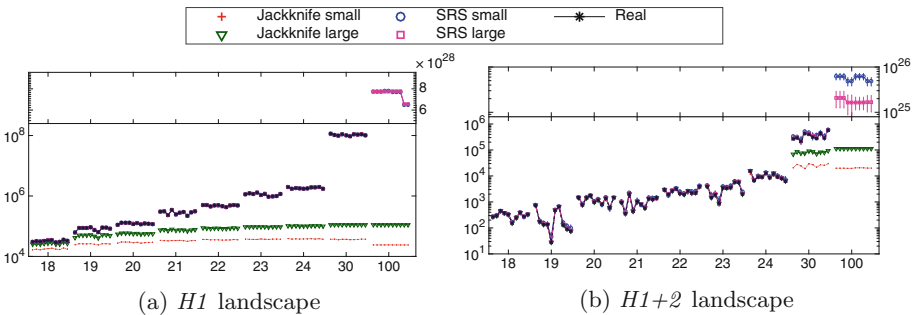 Jackknife small SRS small Real
Jackknife large SRS large
× 10^28
8
6
10^8
10^6
10^4
18 19 20 21 22 23 24 30 100
(a) H1 landscape
10^26
10^25
10^6
10^5
10^4
10^3
10^2
10^1
18 19 20 21 22 23 24 30 100
(b) H1+2 landscape